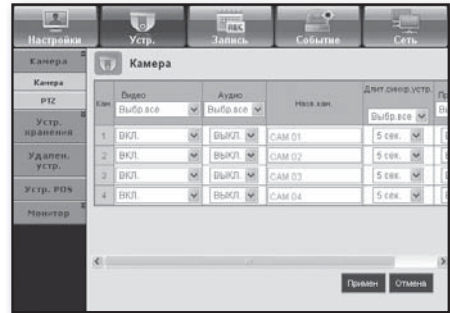 Настройки Устр. Запись Событие Сеть
REC
Камера
Камера
PTZ
Устр. хранения
Удален. устр.
Устр. POS
Монитор
Камера
Кам. Видео Аудио Назв.кам. Длит.синхр.устр.
Выбр.все Выбр.все Выбр.все
1 ВКЛ. ВЫКЛ. CAM 01 5 сек.
2 ВКЛ. ВЫКЛ. CAM 02 5 сек.
3 ВКЛ. ВЫКЛ. CAM 03 5 сек.
4 ВКЛ. ВЫКЛ. CAM 04 5 сек.
Примен Отмена